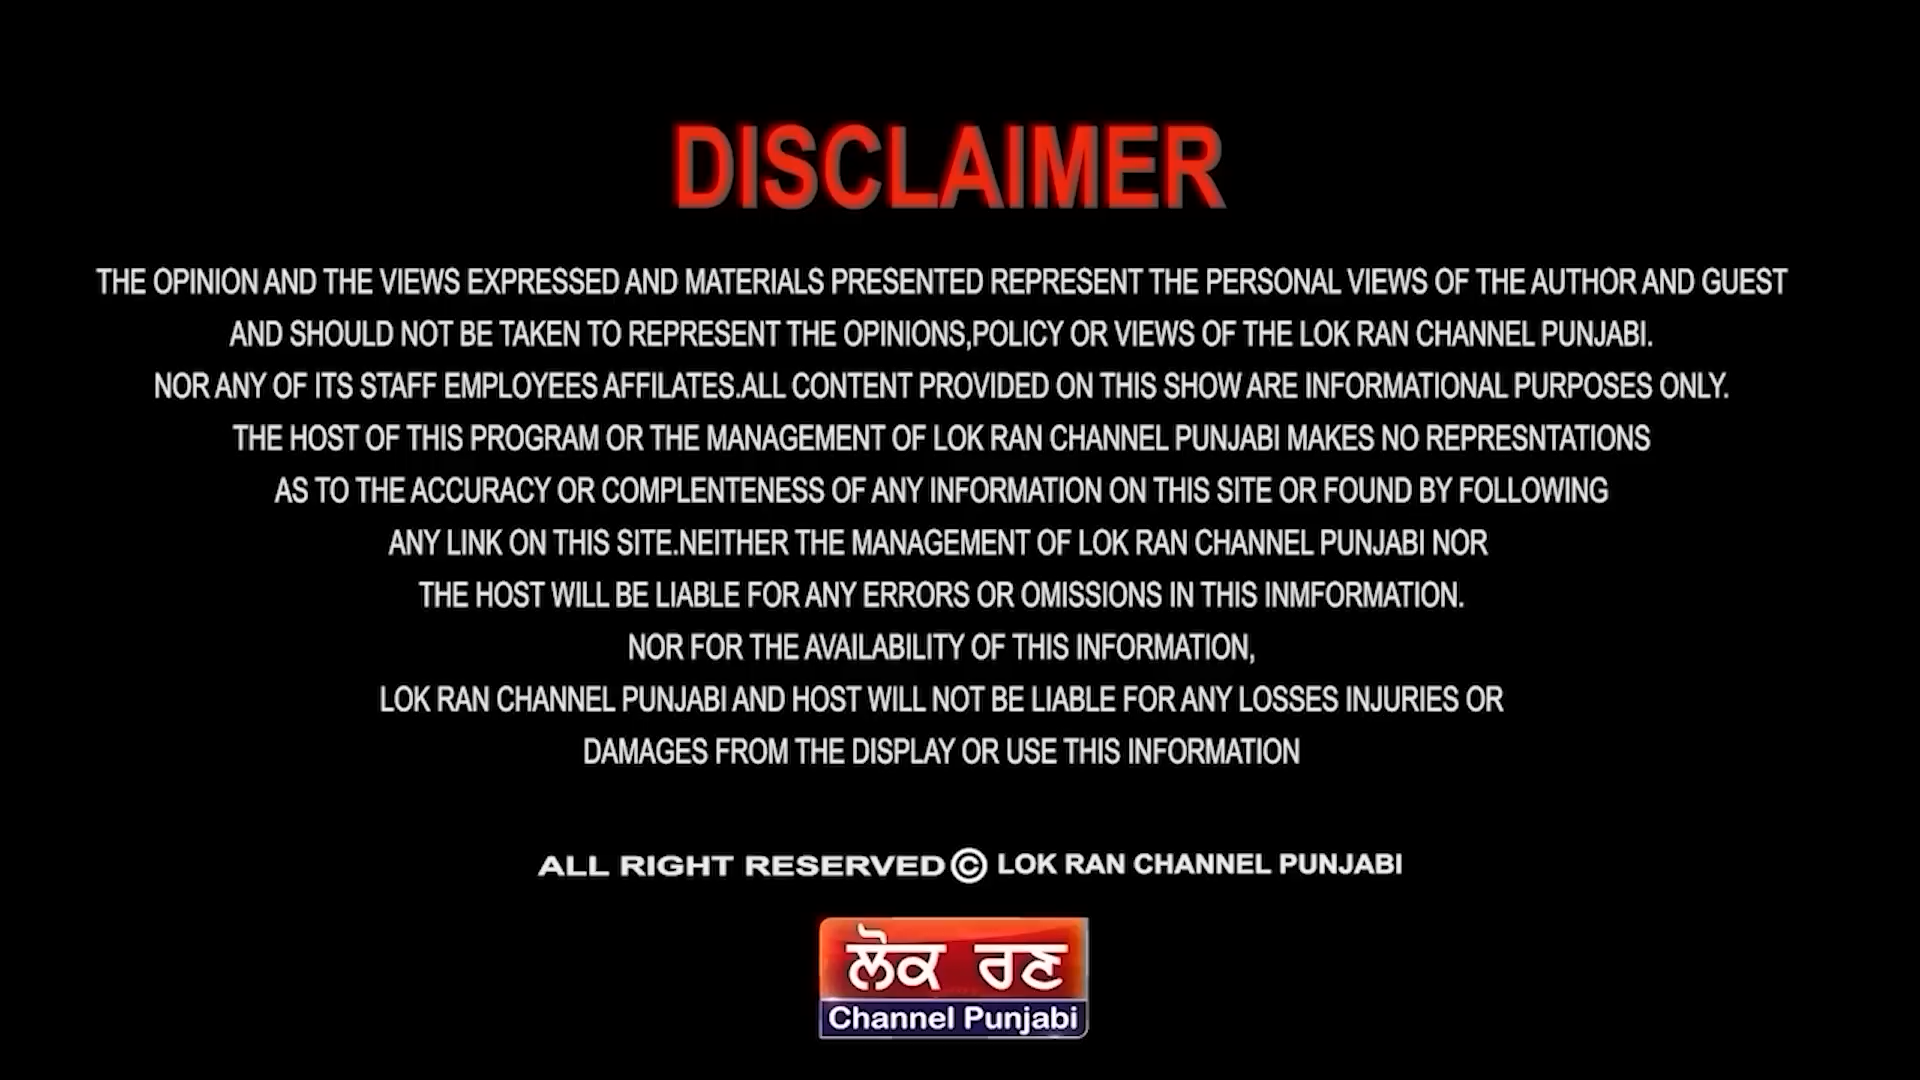 DISCLAIMER
THE OPINION AND THE VIEWS EXPRESSED AND MATERIALS PRESENTED REPRESENT THE PERSONAL VIEWS OF THE AUTHOR AND GUEST
AND SHOULD NOT BE TAKEN TO REPRESENT THE OPINIONS,POLICY OR VIEWS OF THE LOK RAN CHANNEL PUNJABI.
NOR ANY OF ITS STAFF EMPLOYEES AFFILATES.ALL CONTENT PROVIDED ON THIS SHOW ARE INFORMATIONAL PURPOSES ONLY.
THE HOST OF THIS PROGRAM OR THE MANAGEMENT OF LOK RAN CHANNEL PUNJABI MAKES NO REPRESNTATIONS
AS TO THE ACCURACY OR COMPLENTENESS OF ANY INFORMATION ON THIS SITE OR FOUND BY FOLLOWING
ANY LINK ON THIS SITE.NEITHER THE MANAGEMENT OF LOK RAN CHANNEL PUNJABI NOR
THE HOST WILL BE LIABLE FOR ANY ERRORS OR OMISSIONS IN THIS INMFORMATION.
NOR FOR THE AVAILABILITY OF THIS INFORMATION,
LOK RAN CHANNEL PUNJABI AND HOST WILL NOT BE LIABLE FOR ANY LOSSES INJURIES OR
DAMAGES FROM THE DISPLAY OR USE THIS INFORMATION
ALL RIGHT RESERVED © LOK RAN CHANNEL PUNJABI
ਲੋਕ ਰਣ
Channel Punjabi